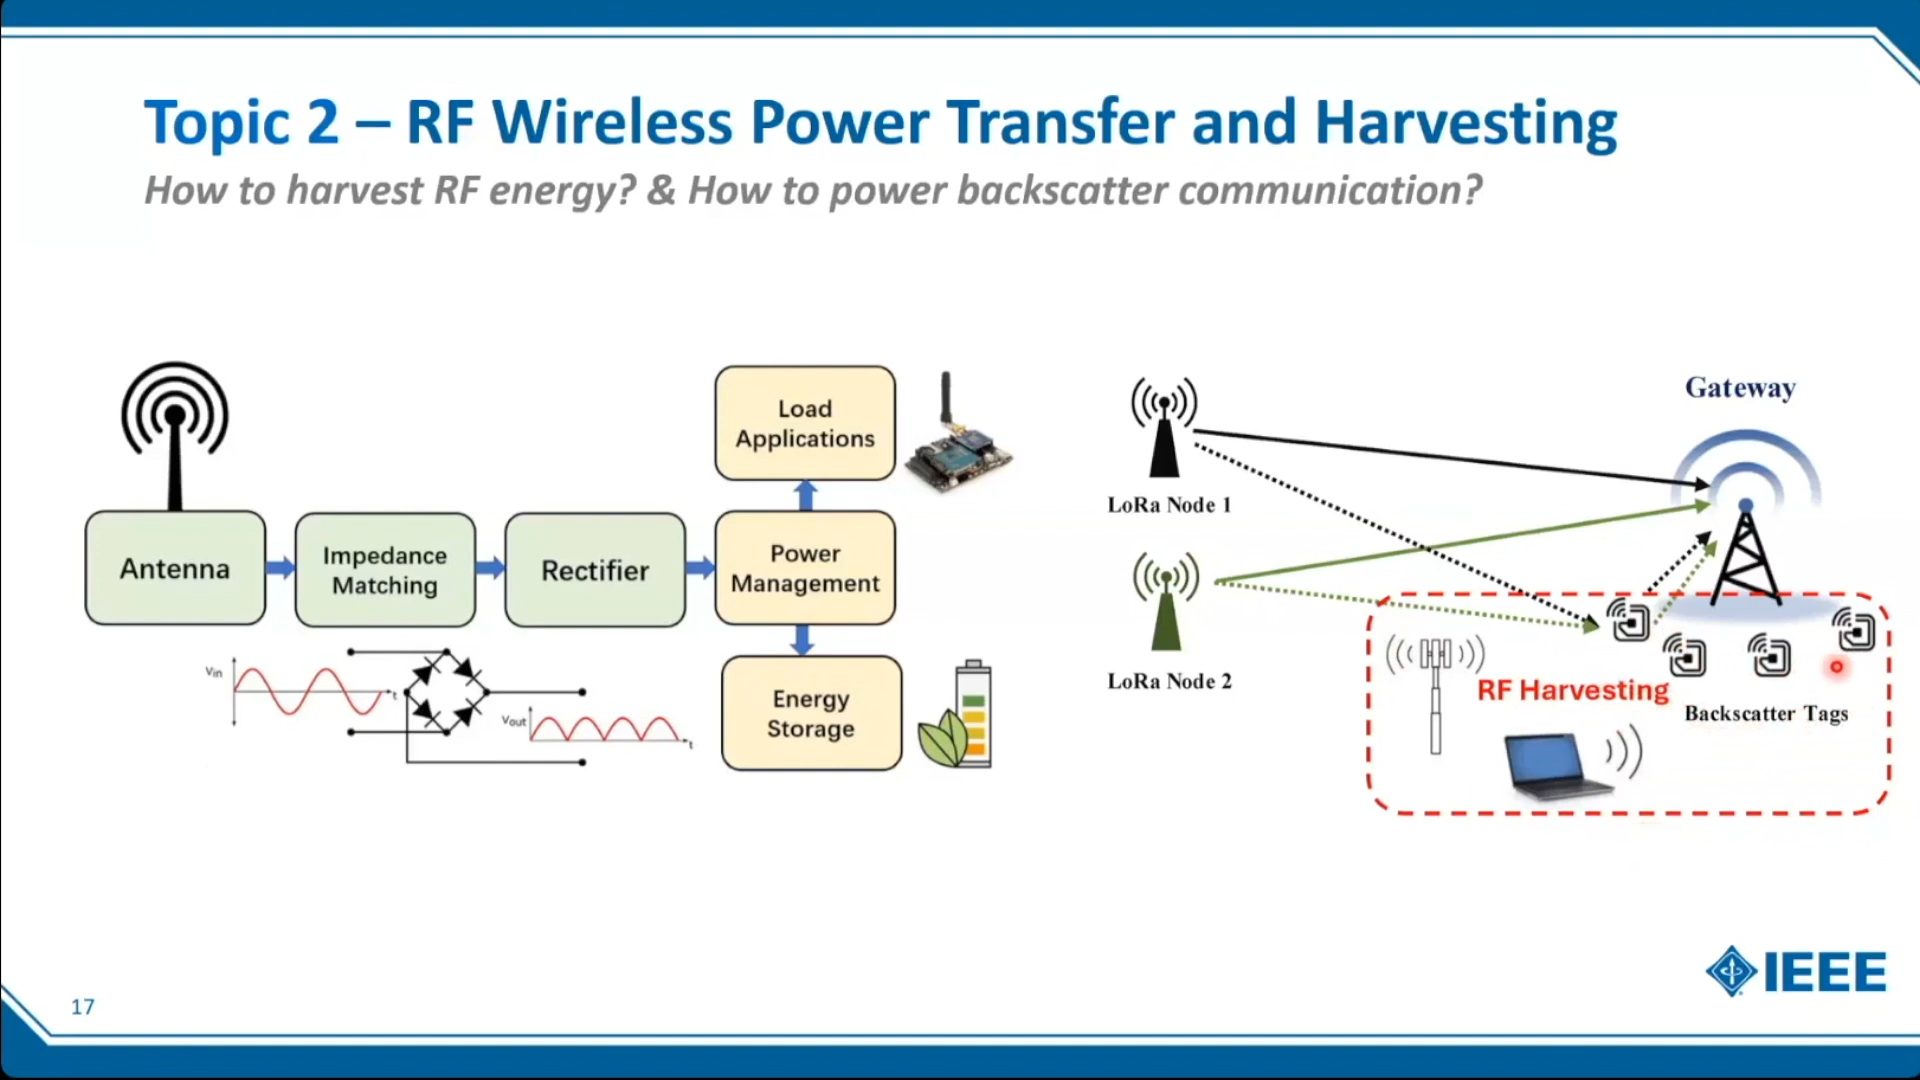 Topic 2 – RF Wireless Power Transfer and Harvesting
How to harvest RF energy? & How to power backscatter communication?
Load
Applications
Antenna
Impedance
Matching
Rectifier
Power
Management
Energy
Storage
Vin
t
Vout
t
Gateway
LoRa Node 1
LoRa Node 2
RF Harvesting
Backscatter Tags
IEEE
17